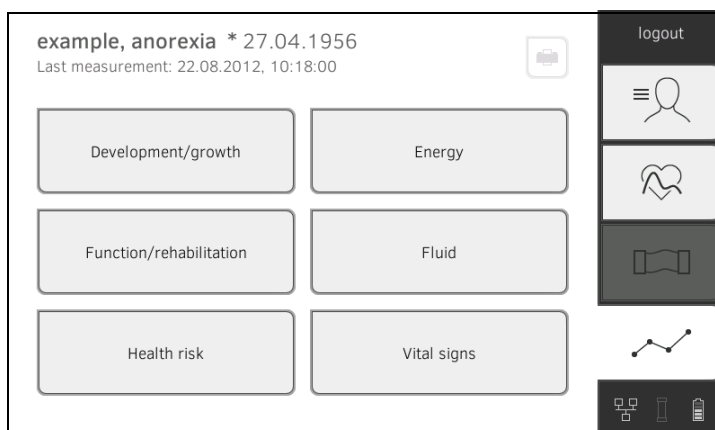 example, anorexia * 27.04.1956
logout
Last measurement: 22.08.2012, 10:18:00
Development/growth
Energy
Function/rehabilitation
Fluid
Health risk
Vital signs